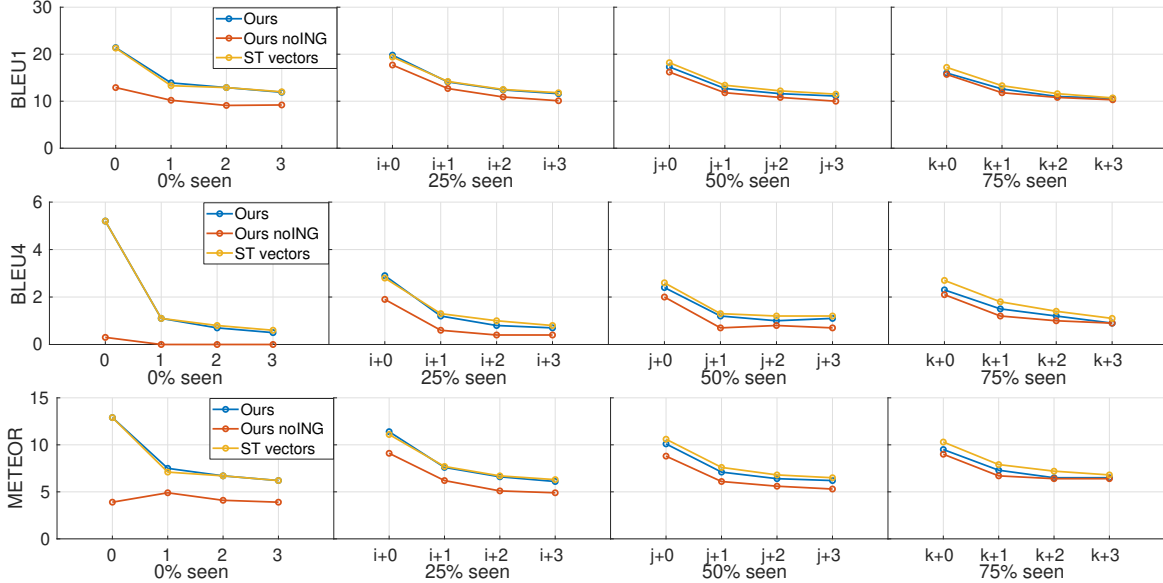 30
20
10
0
BLEU1
Ours
Ours noING
ST vectors
0 1 2 3
0% seen
i+0 i+1 i+2 i+3
25% seen
j+0 j+1 j+2 j+3
50% seen
k+0 k+1 k+2 k+3
75% seen
6
4
2
0
BLEU4
Ours
Ours noING
ST vectors
0 1 2 3
0% seen
i+0 i+1 i+2 i+3
25% seen
j+0 j+1 j+2 j+3
50% seen
k+0 k+1 k+2 k+3
75% seen
15
10
5
0
METEOR
Ours
Ours noING
ST vectors
0 1 2 3
0% seen
i+0 i+1 i+2 i+3
25% seen
j+0 j+1 j+2 j+3
50% seen
k+0 k+1 k+2 k+3
75% seen